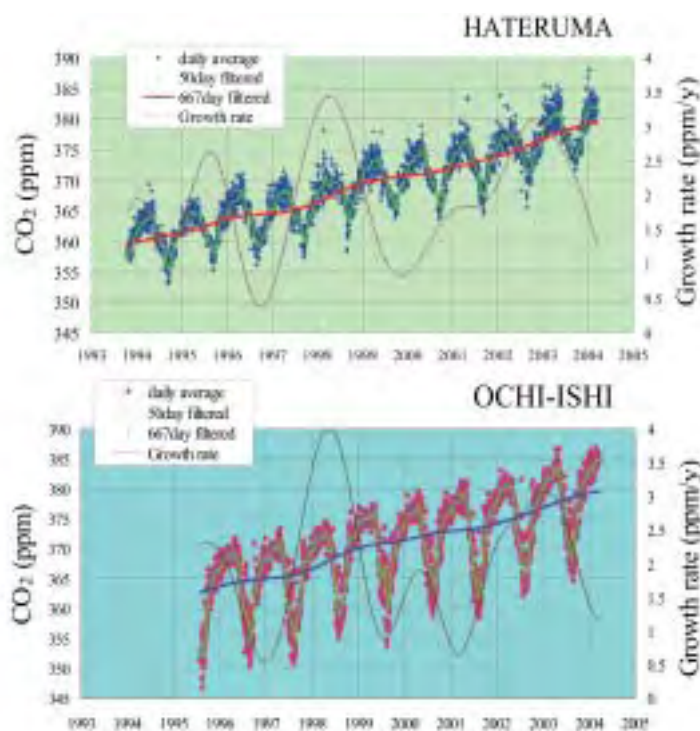 HATERUMA
390
385
380
375
370
365
360
355
350
345
CO2 (ppm)
daily average
50day filtered
667day filtered
Growth rate
4
3.5
3
2.5
2
1.5
1
0.5
0
Growth rate (ppm/y)
1993 1994 1995 1996 1997 1998 1999 2000 2001 2002 2003 2004 2005
OCHI-ISHI
daily average
50day filtered
667day filtered
Growth rate
390
385
380
375
370
365
360
355
350
345
CO2 (ppm)
4
3.5
3
2.5
2
1.5
1
0.5
0
Growth rate (ppm/y)
1993 1994 1995 1996 1997 1998 1999 2000 2001 2002 2003 2004 2005